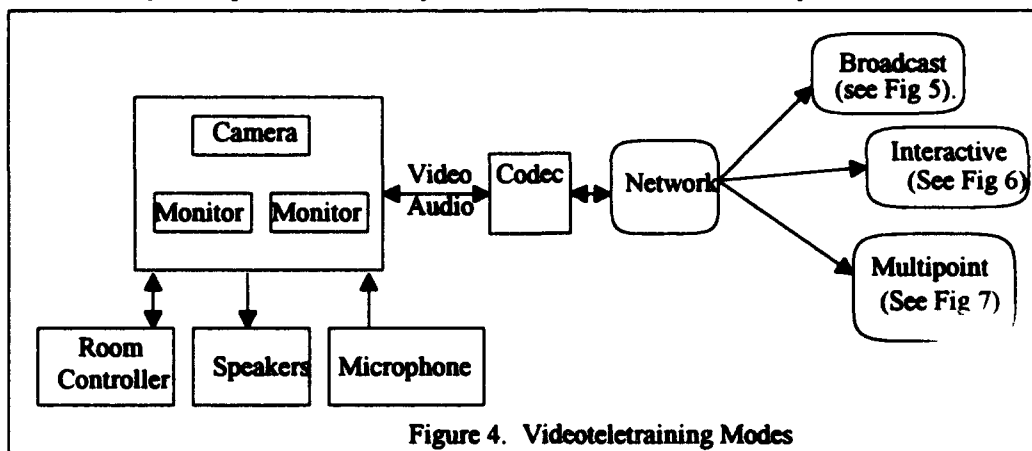 Camera
Monitor Monitor
Video
Audio
Codec
Network
Broadcast
(see Fig 5).
Interactive
(See Fig 6)
Multipoint
(See Fig 7)
Room
Controller
Speakers
Microphone
Figure 4. Videoteletraining Modes